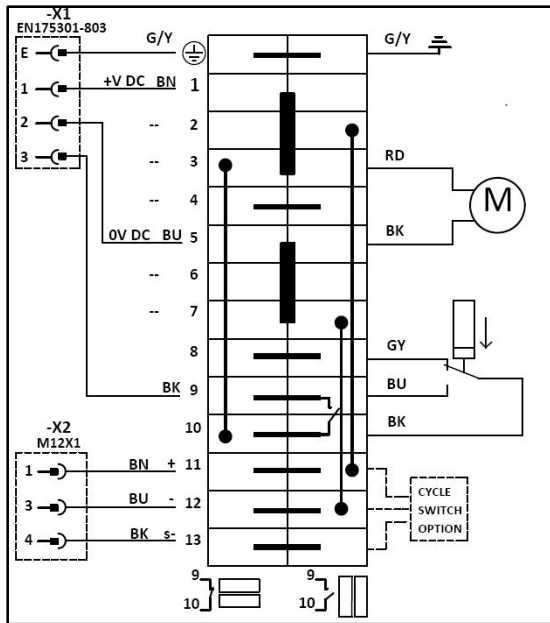 -X1
EN175301-803
G/Y
G/Y
E
1
+V DC BN
1
2
--
2
3
--
3
RD
M
--
4
0V DC BU
5
BK
--
6
--
7
8
GY
BK
9
BU
10
BK
-X2
M12X1
1
BN +
11
3
BU -
12
4
BK s-
13
CYCLE
SWITCH
OPTION
9
10
9
10